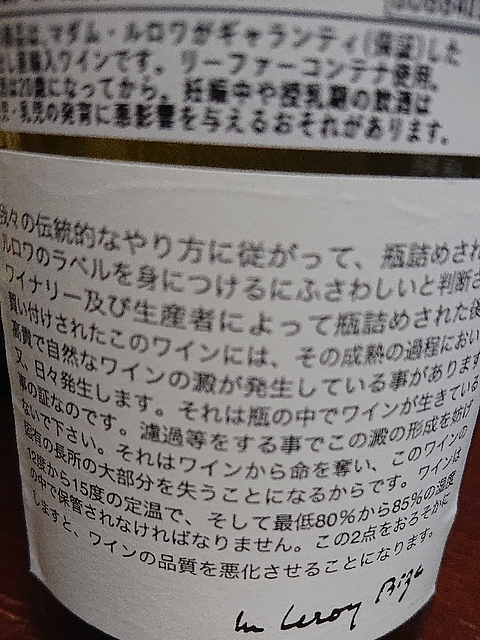 商品は、マダム・ルロワがギャランティ(保証)した
直輸入ワインです。リーファーコンテナ使用。
は20歳になってから。妊娠中や授乳期の飲酒は
児・乳児の発育に悪影響を与えるおそれがあります。
我々の伝統的なやり方に従がって、瓶詰めされ
ルロワのラベルを身につけるにふさわしいと判断さ
ワイナリー及び生産者によって瓶詰めされた後
買い付けされたこのワインには、その成熟の過程におい
高貴で自然なワインの澱が発生している事があります
又、日々発生します。それは瓶の中でワインが生きている
事の証なのです。濾過等をする事でこの澱の形成を妨げ
ないで下さい。それはワインから命を奪い、このワインの
固有の長所の大部分を失うことになるからです。ワインは
12度から15度の定温で、そして最低80%から85%の湿度
の中で保管されなければなりません。この2点をおろそかに
しますと、ワインの品質を悪化させることになります。
Leroy Bize